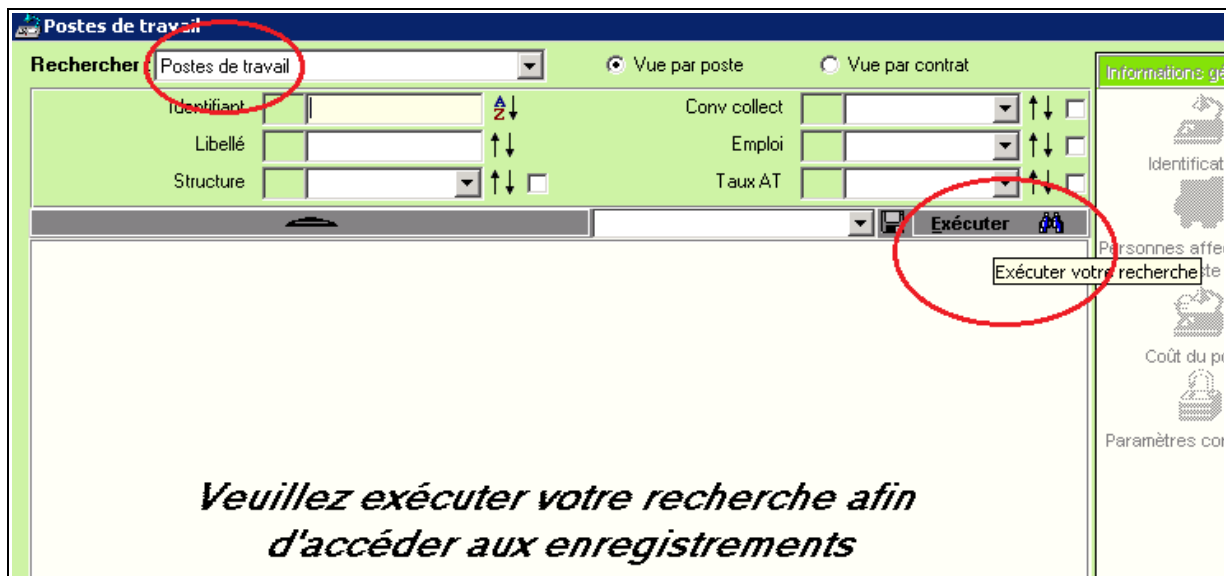 Postes de travail
Rechercher : Postes de travail Vue par poste Vue par contrat
Informations gé
Identifiant Conv collect
Libellé Emploi
Structure Taux AT
Identificat
Exécuter
Personnes affe
Exécuter votre recherche
ste
Coût du p
Paramètres co
Veuillez exécuter votre recherche afin
d'accéder aux enregistrements